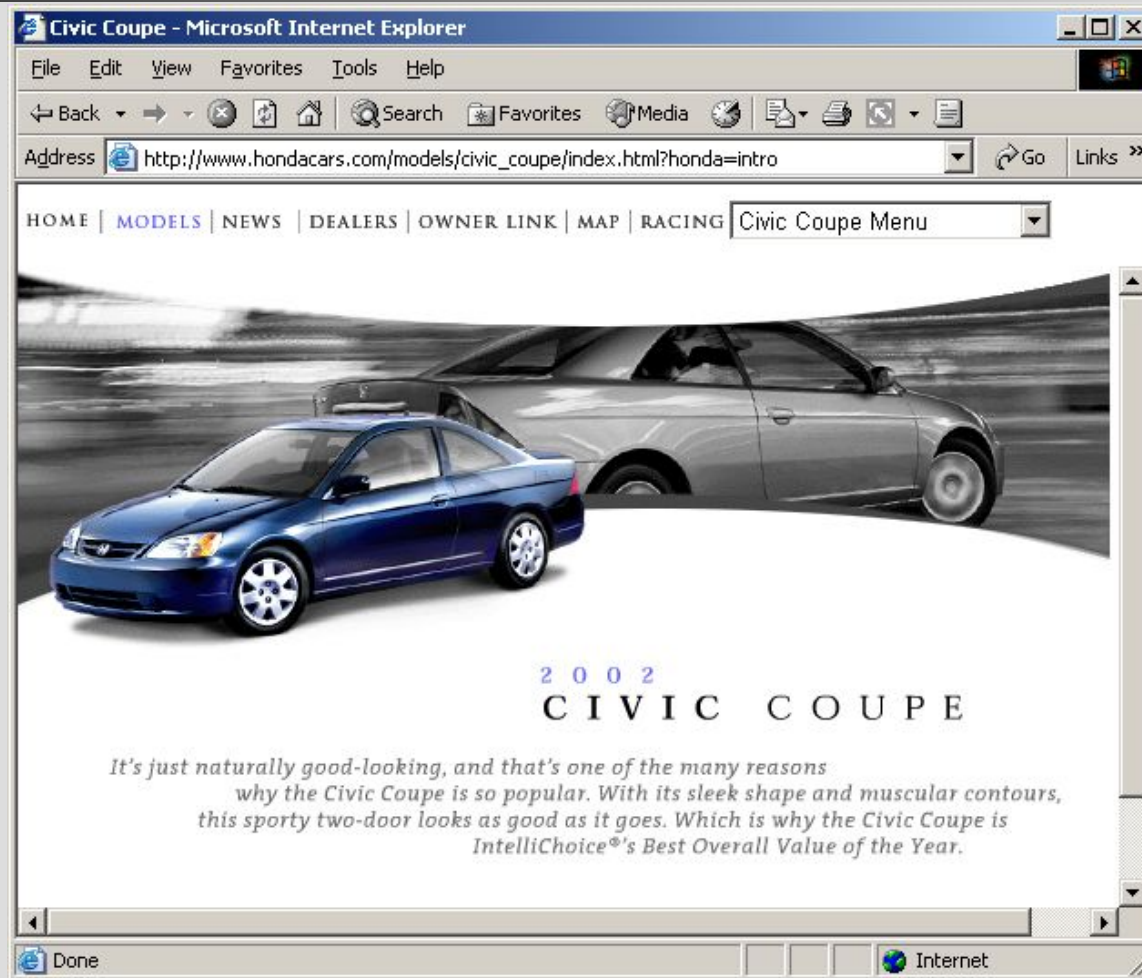 Civic Coupe - Microsoft Internet Explorer
File Edit View Favorites Tools Help
Back Search Favorites Media
Address http://www.hondacars.com/models/civic_coupe/index.html?honda=intro Go Links »
HOME | MODELS | NEWS | DEALERS | OWNER LINK | MAP | RACING Civic Coupe Menu
2002
CIVIC COUPE
It's just naturally good-looking, and that's one of the many reasons
why the Civic Coupe is so popular. With its sleek shape and muscular contours,
this sporty two-door looks as good as it goes. Which is why the Civic Coupe is
IntelliChoice®'s Best Overall Value of the Year.
Done Internet